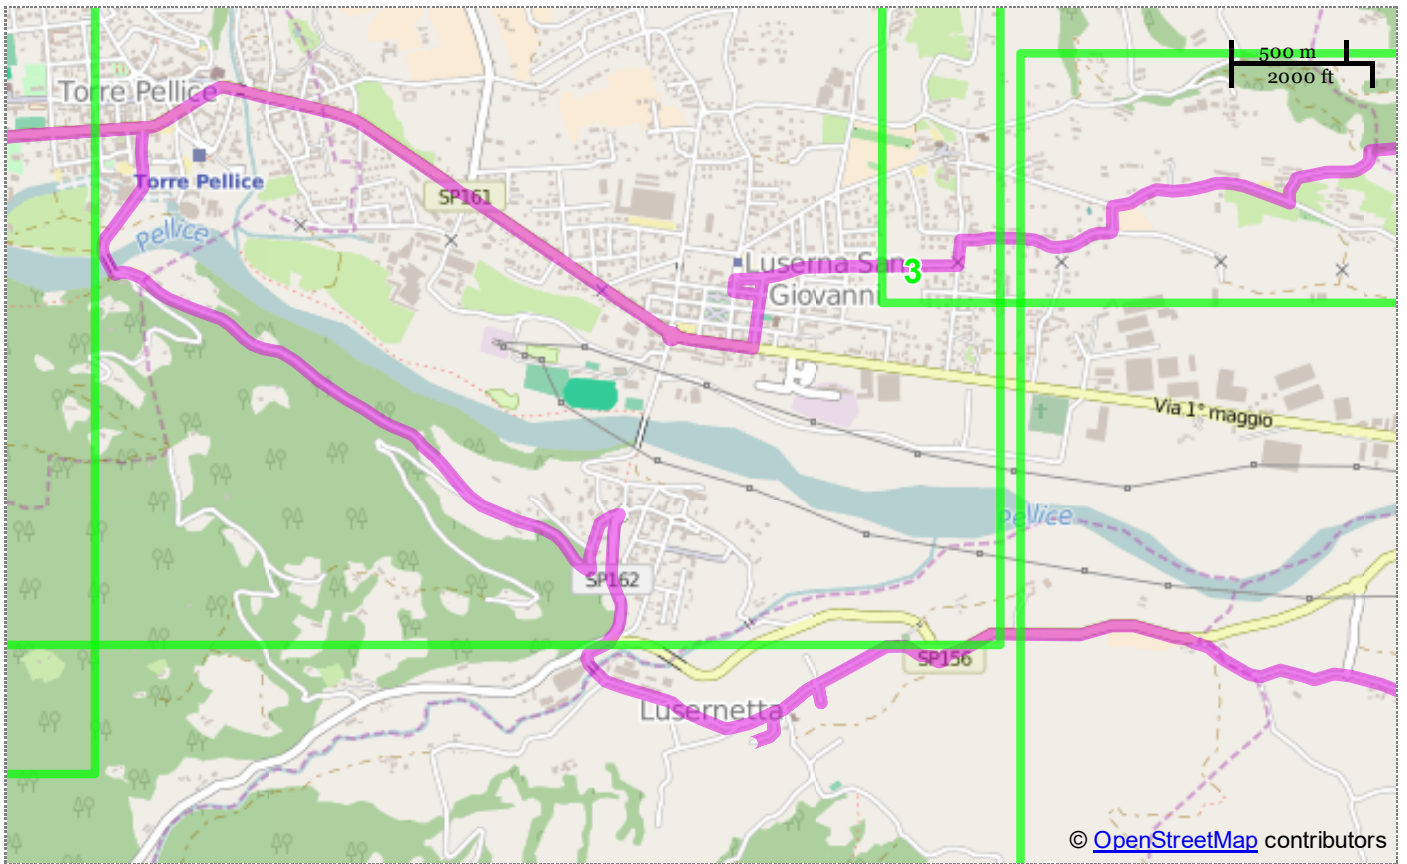 500 m
2000 ft
Torre Pellice
Torre Pellice
SP161
Pellice
Luserna San
Giovanni
3
Via 1° maggio
Pellice
SP162
SP156
Lusernetta
© OpenStreetMap contributors